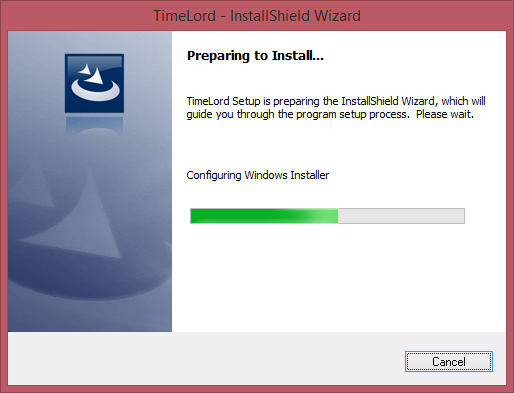 TimeLord - InstallShield Wizard
Preparing to Install...
TimeLord Setup is preparing the InstallShield Wizard, which will
guide you through the program setup process.  Please wait.
Configuring Windows Installer
Cancel